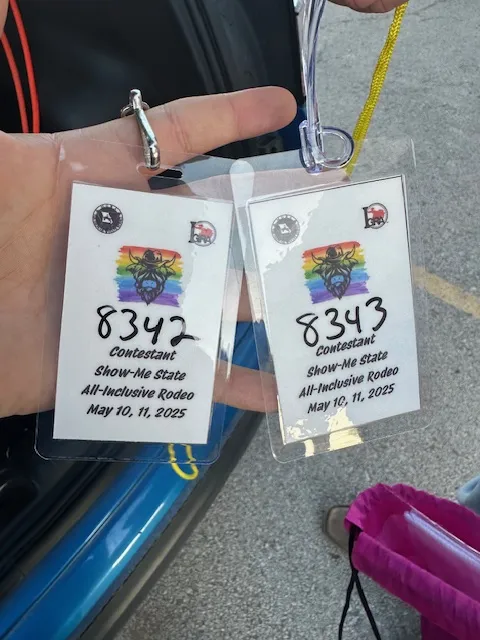 8342
Contestant
Show-Me State
All-Inclusive Rodeo
May 10, 11, 2025
8343
Contestant
Show-Me State
All-Inclusive Rodeo
May 10, 11, 2025